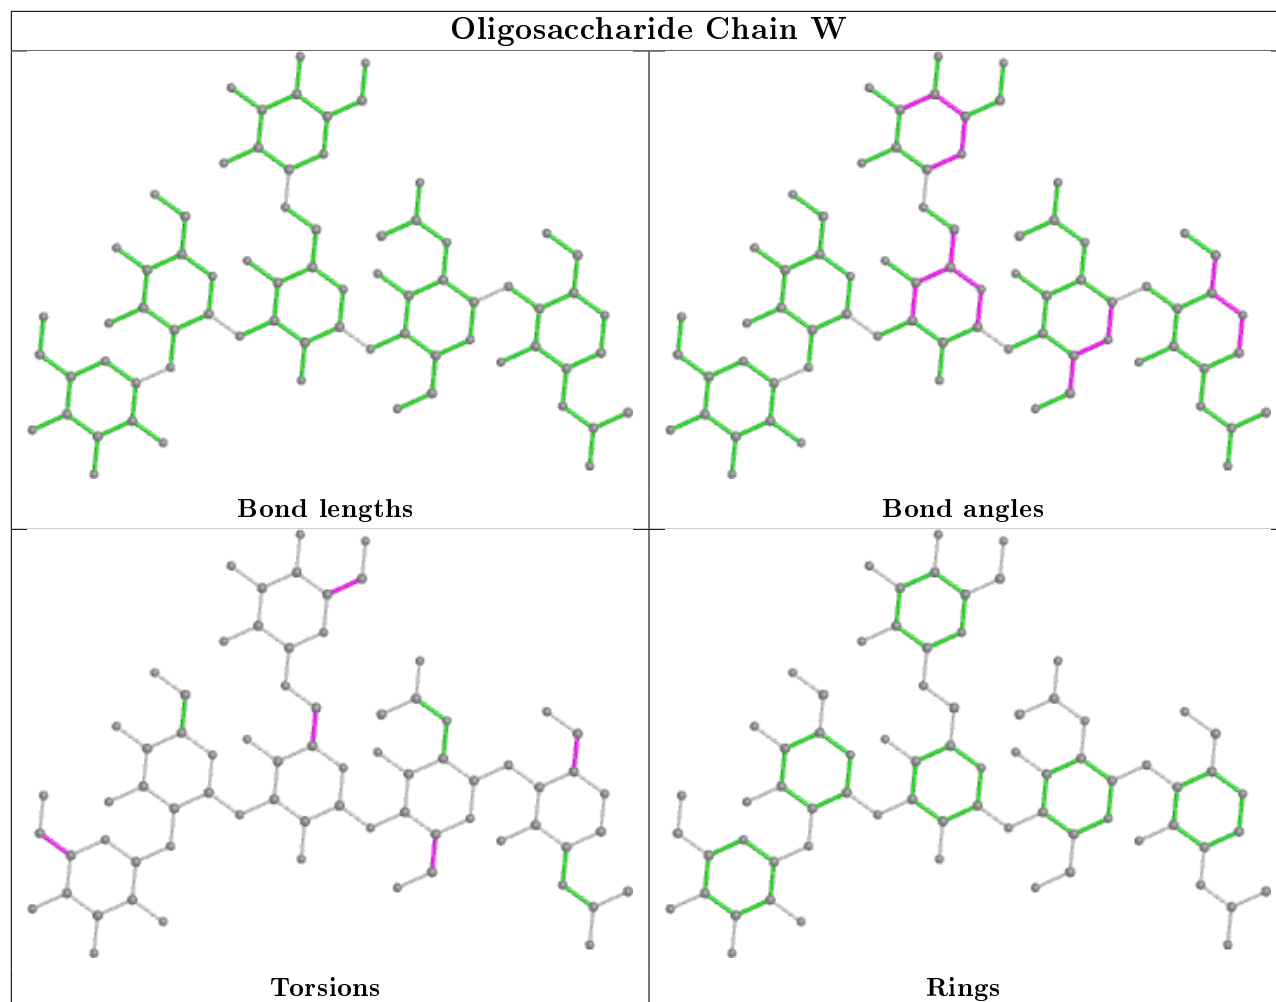 Oligosaccharide Chain W
Bond lengths
Bond angles
Torsions
Rings